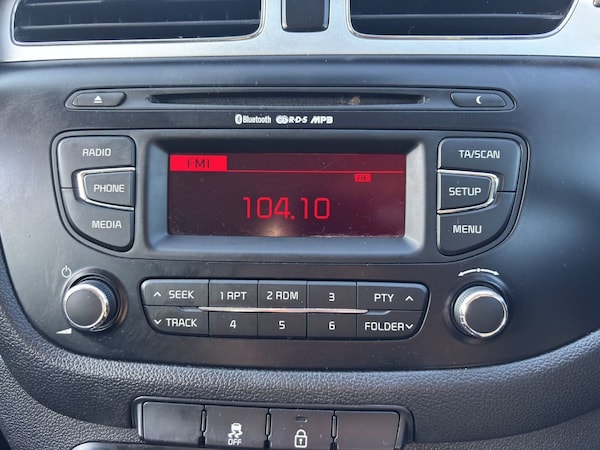 Bluetooth R·D·S MP3
RADIO
PHONE
MEDIA
FM1
104.10
TA/SCAN
SETUP
MENU
SEEK 1 RPT 2 RDM 3 PTY
TRACK 4 5 6 FOLDER
OFF